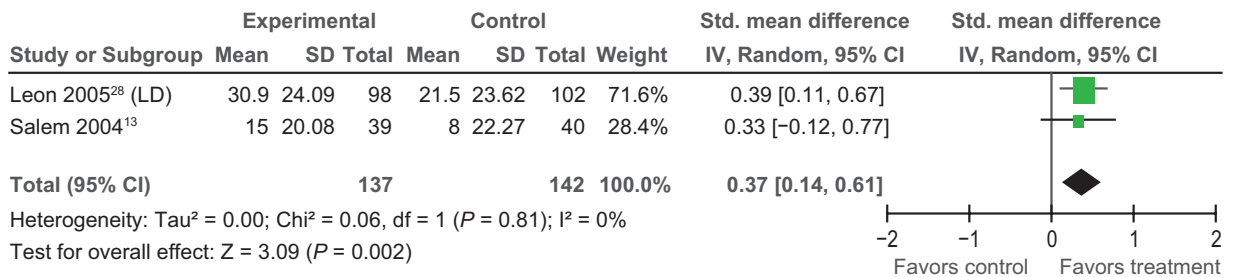 Experimental Control Std. mean difference Std. mean difference
Study or Subgroup Mean SD Total Mean SD Total Weight IV, Random, 95% CI IV, Random, 95% CI
Leon 2005²⁸ (LD) 30.9 24.09 98 21.5 23.62 102 71.6% 0.39 [0.11, 0.67]
Salem 2004¹³ 15 20.08 39 8 22.27 40 28.4% 0.33 [−0.12, 0.77]
Total (95% CI) 137 142 100.0% 0.37 [0.14, 0.61]
Heterogeneity: Tau² = 0.00; Chi² = 0.06, df = 1 (P = 0.81); I² = 0%
Test for overall effect: Z = 3.09 (P = 0.002)
−2 −1 0 1 2
Favors control Favors treatment